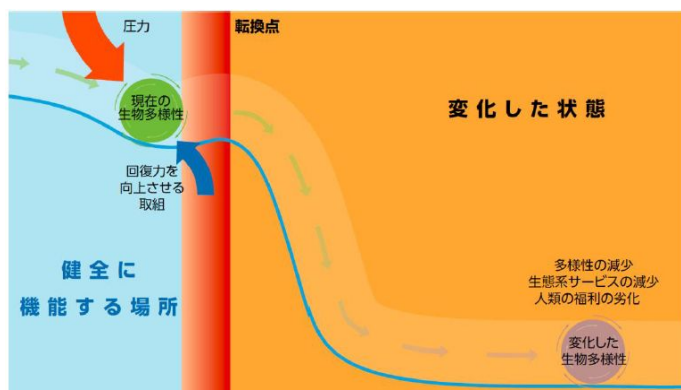 圧力
転換点
現在の
生物多様性
変化した状態
回復力を
向上させる
取組
健全に
機能する場所
多様性の減少
生態系サービスの減少
人類の福利の劣化
変化した
生物多様性